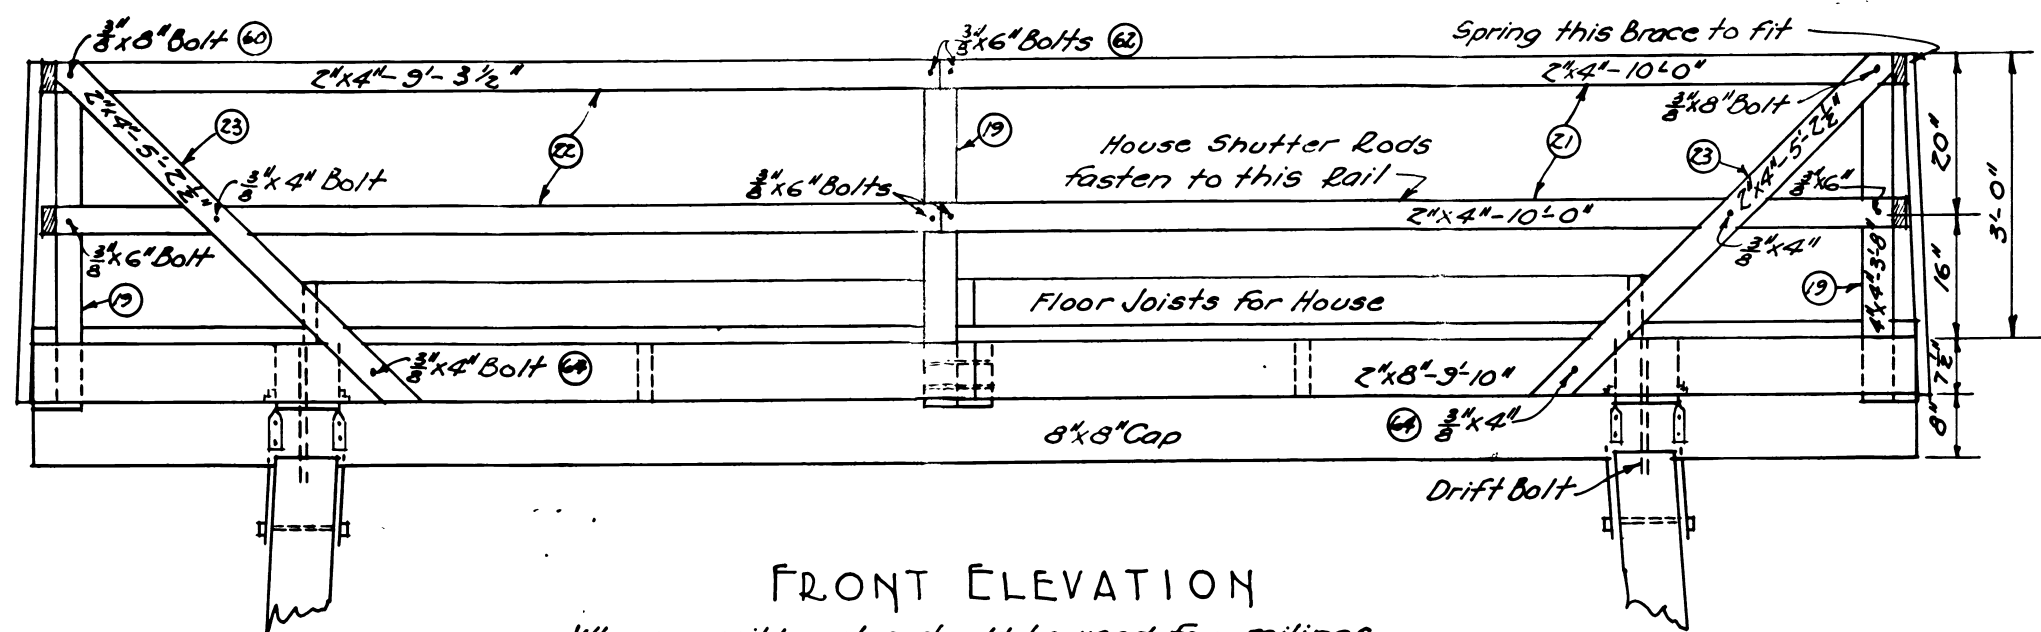 3/8"x8" Bolt 60
3/8"x6" Bolts 62
Spring this Brace to fit
2"x4"-9'-3 1/2"
2"x4"-10'-0"
3/8"x8" Bolt
2"x4"-5'-2 1/2"
23
22
19
House Shutter Rods
fasten to this Rail
21
23
2"x4"-5'-2 1/2"
20"
3'-0"
3/8"x4" Bolt
3/8"x6" Bolts
3/8"x6"
2"x4"-10'-0"
3/8"x4"
3/8"x6" Bolt
19
Floor Joists for House
19
4"x4"-3'-8"
16"
3/8"x4" Bolt 64
2"x8"-9'-10"
7 1/2"
8"x8" Cap
64 3/8"x4"
8"
Drift Bolt
FRONT ELEVATION